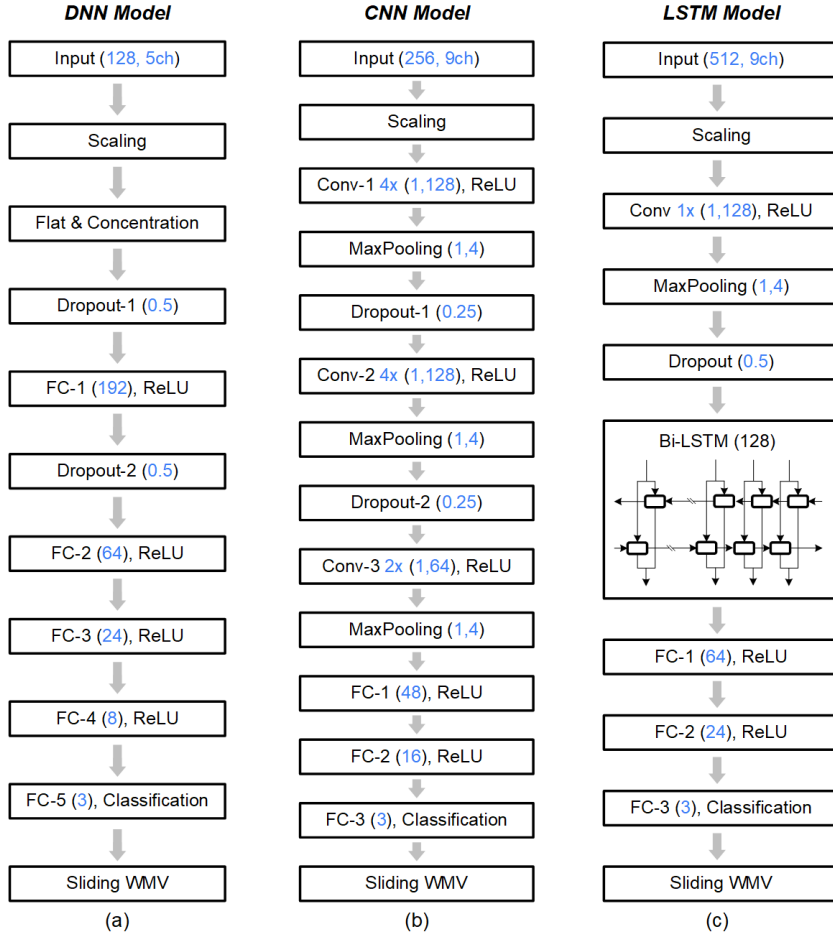 DNN Model
Input (128, 5ch)
Scaling
Flat & Concentration
Dropout-1 (0.5)
FC-1 (192), ReLU
Dropout-2 (0.5)
FC-2 (64), ReLU
FC-3 (24), ReLU
FC-4 (8), ReLU
FC-5 (3), Classification
Sliding WMV
(a)
CNN Model
Input (256, 9ch)
Scaling
Conv-1 4x (1,128), ReLU
MaxPooling (1,4)
Dropout-1 (0.25)
Conv-2 4x (1,128), ReLU
MaxPooling (1,4)
Dropout-2 (0.25)
Conv-3 2x (1,64), ReLU
MaxPooling (1,4)
FC-1 (48), ReLU
FC-2 (16), ReLU
FC-3 (3), Classification
Sliding WMV
(b)
LSTM Model
Input (512, 9ch)
Scaling
Conv 1x (1,128), ReLU
MaxPooling (1,4)
Dropout (0.5)
Bi-LSTM (128)
FC-1 (64), ReLU
FC-2 (24), ReLU
FC-3 (3), Classification
Sliding WMV
(c)